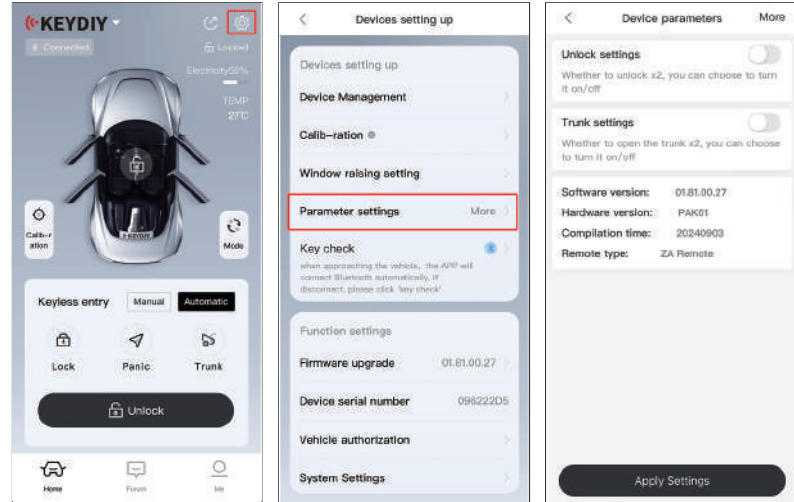 KEYDIY
Connected
Locked
Electricity50%
TEMP
27°C
Calib-r
ation
KEYDIY
Mode
Keyless entry
Manual
Automatic
Lock
Panic
Trunk
Unlock
Home
Forum
Me
Devices setting up
Devices setting up
Device Management
Calib-ration
Window raising setting
Parameter settings More
Key check
when approaching the vehicle, the APP will
connect Bluetooth automatically, If
disconnect, please click 'key check'
Function settings
Firmware upgrade 01.81.00.27
Device serial number 096222D5
Vehicle authorization
System Settings
Device parameters More
Unlock settings
Whether to unlock x2, you can choose to turn
it on/off
Trunk settings
Whether to open the trunk x2, you can choose
to turn it on/off
Software version: 01.81.00.27
Hardware version: PAK01
Compilation time: 20240903
Remote type: ZA Remote
Apply Settings